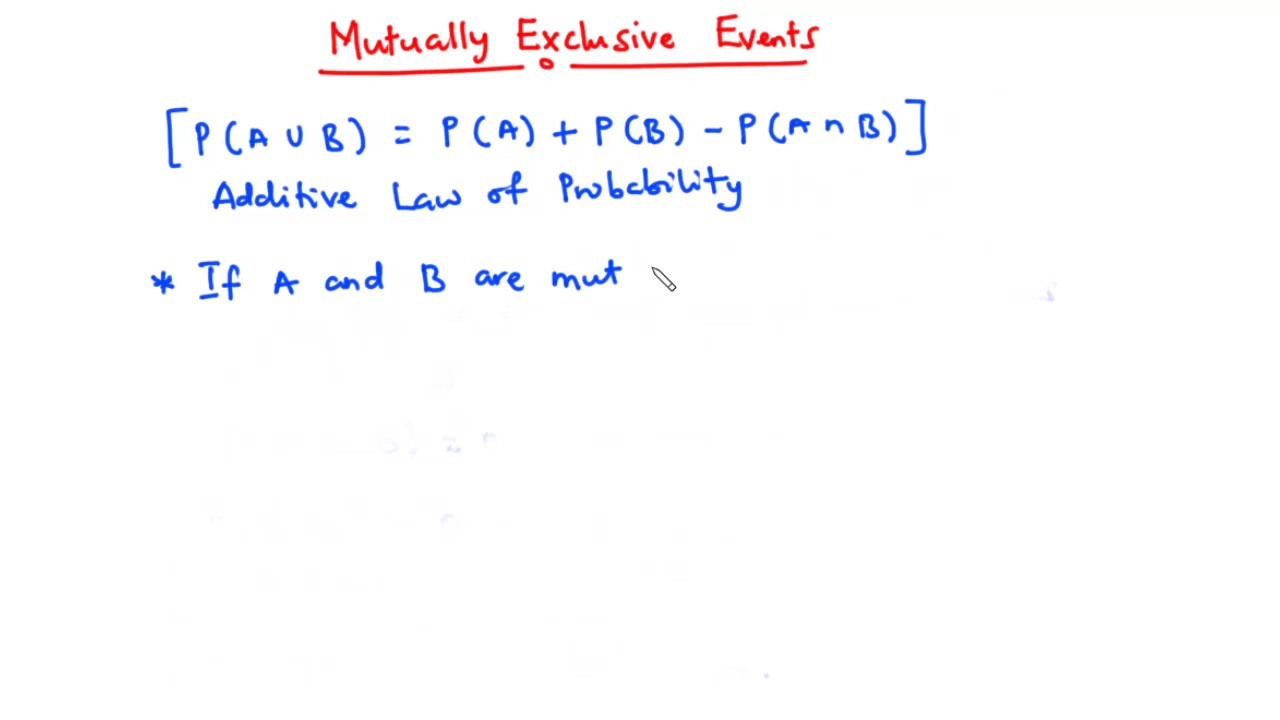 Mutually Exclusive Events
[P(A ∪ B) = P(A) + P(B) - P(A ∩ B)]
Additive Law of Probability
* If A and B are mut